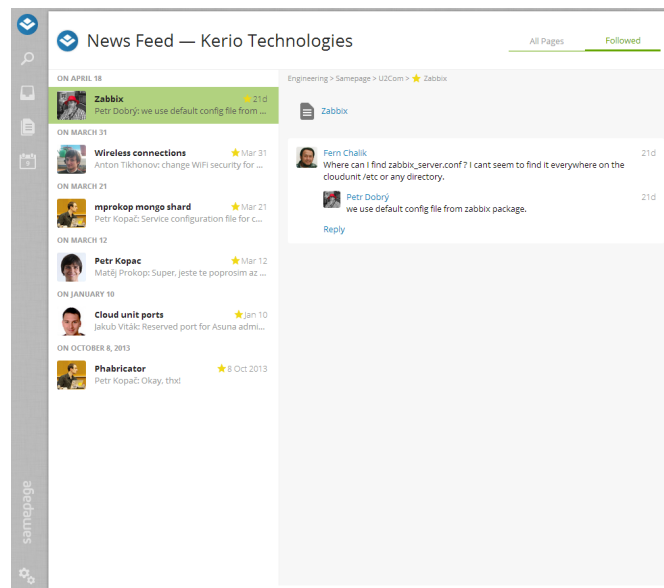 News Feed — Kerio Technologies
All Pages
Followed
ON APRIL 18
Zabbix
21d
Petr Dobrý: we use default config file from ...
ON MARCH 31
Wireless connections
Mar 31
Anton Tikhonov: change WiFi security for ...
ON MARCH 21
mprokop mongo shard
Mar 21
Petr Kopač: Service configuration file for c...
ON MARCH 12
Petr Kopac
Mar 12
Matěj Prokop: Super, jeste te poprosim az ...
ON JANUARY 10
Cloud unit ports
Jan 10
Jakub Viták: Reserved port for Asuna admi...
ON OCTOBER 8, 2013
Phabricator
8 Oct 2013
Petr Kopač: Okay, thx!
Engineering > Samepage > U2Com > Zabbix
Zabbix
Fern Chalik
21d
Where can I find zabbix_server.conf ? I cant seem to find it everywhere on the
cloudunit /etc or any directory.
Petr Dobrý
21d
we use default config file from zabbix package.
Reply
samepage